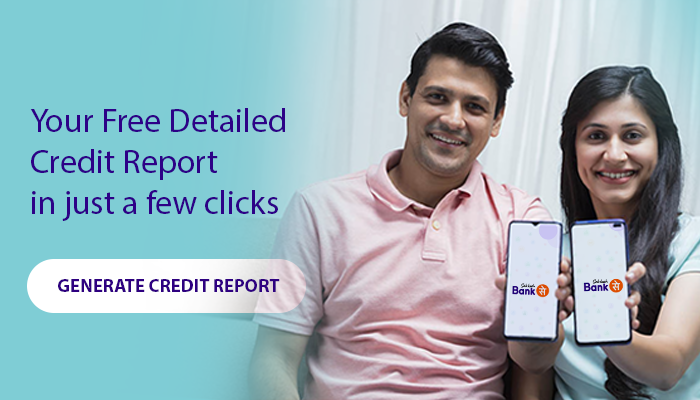 Your Free Detailed
Credit Report
in just a few clicks
GENERATE CREDIT REPORT
Bank से
Bank से